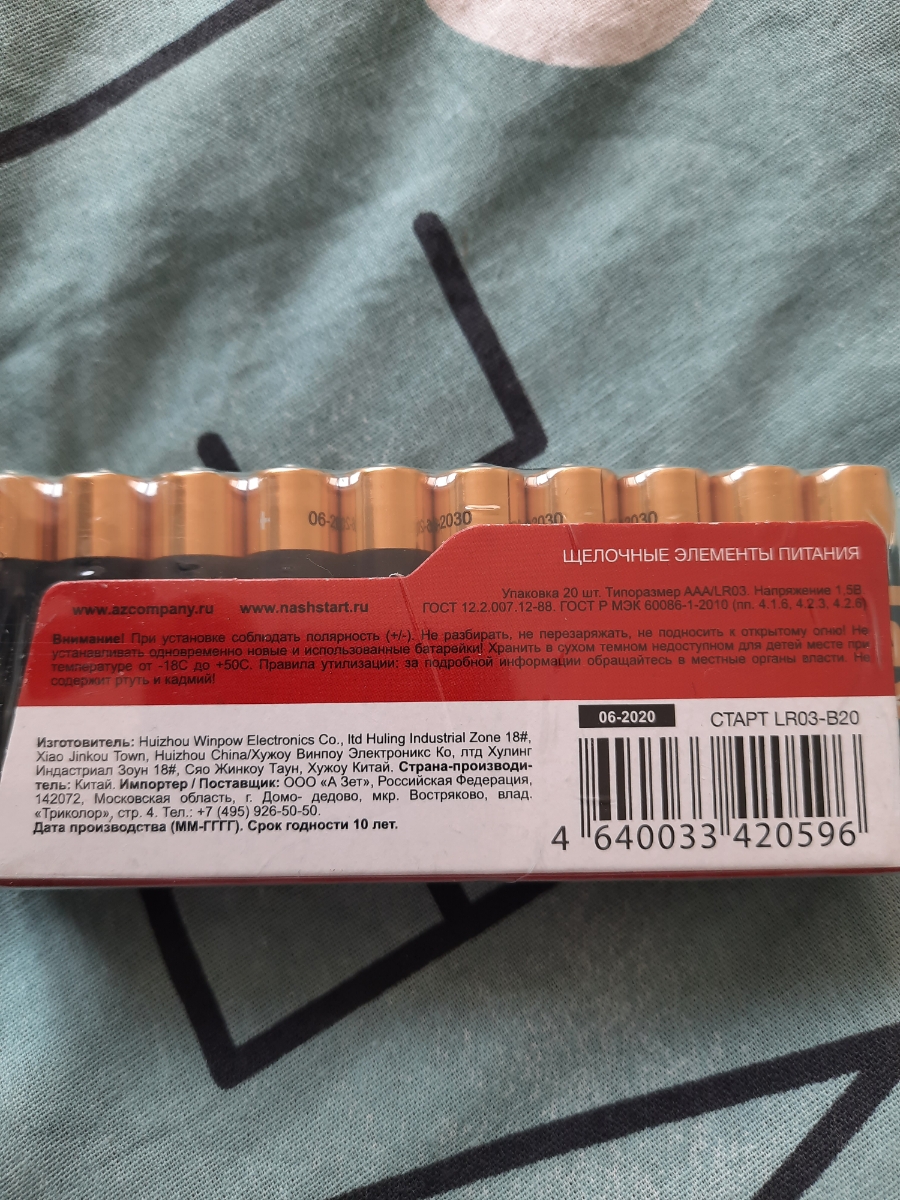 06-20
2030
2030
2030
ЩЕЛОЧНЫЕ ЭЛЕМЕНТЫ ПИТАНИЯ
www.azcompany.ru www.nashstart.ru
Упаковка 20 шт. Типоразмер AAA/LR03. Напряжение 1,5В
ГОСТ 12.2.007.12-88. ГОСТ Р МЭК 60086-1-2010 (пп. 4.1.6, 4.2.3, 4.2.6)
Внимание! При установке соблюдать полярность (+/-). Не разбирать, не перезаряжать, не подносить к открытому огню! Не
устанавливать одновременно новые и использованные батарейки! Хранить в сухом темном недоступном для детей месте при
температуре от -18С до +50С. Правила утилизации: за подробной информации обращайтесь в местные органы власти. Не
содержит ртуть и кадмий!
06-2020 СТАРТ LR03-B20
Изготовитель: Huizhou Winpow Electronics Co., ltd Huling Industrial Zone 18#,
Xiao Jinkou Town, Huizhou China/Хужоу Винпоу Электроникс Ко, лтд Хулинг
Индастриал Зоун 18#, Сяо Жинкоу Таун, Хужоу Китай. Страна-производи-
тель: Китай. Импортер / Поставщик: ООО «А Зет», Российская Федерация,
142072, Московская область, г. Домо- дедово, мкр. Востряково, влад.
«Триколор», стр. 4. Тел.: +7 (495) 926-50-50.
Дата производства (ММ-ГГГГ). Срок годности 10 лет.
4 640033 420596